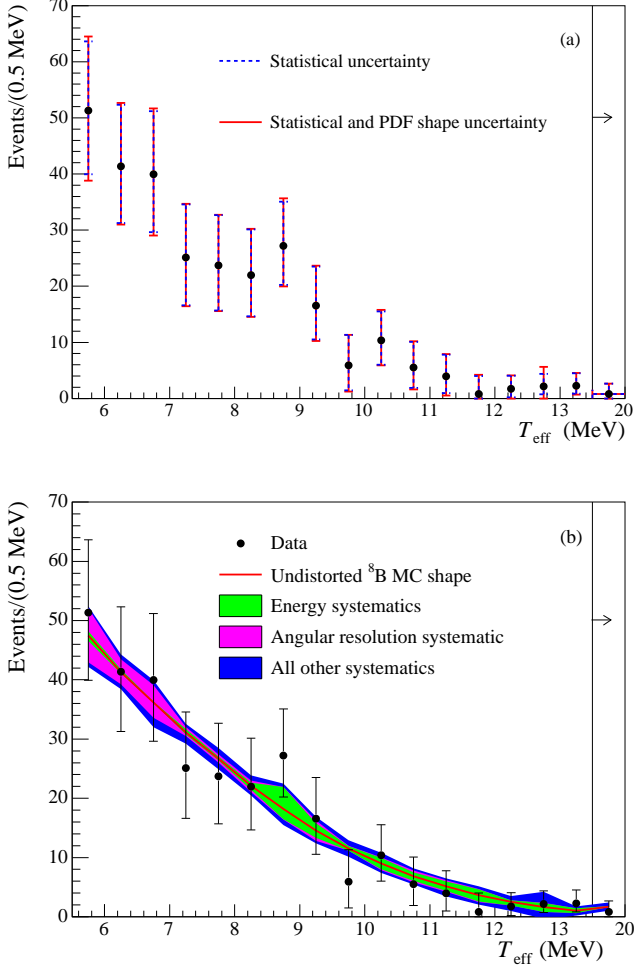 Events/(0.5 MeV)
70
60
50
40
30
20
10
0
(a)
Statistical uncertainty
Statistical and PDF shape uncertainty
6 7 8 9 10 11 12 13 20
T_eff (MeV)
Events/(0.5 MeV)
70
60
50
40
30
20
10
0
(b)
Data
Undistorted ⁸B MC shape
Energy systematics
Angular resolution systematic
All other systematics
6 7 8 9 10 11 12 13 20
T_eff (MeV)